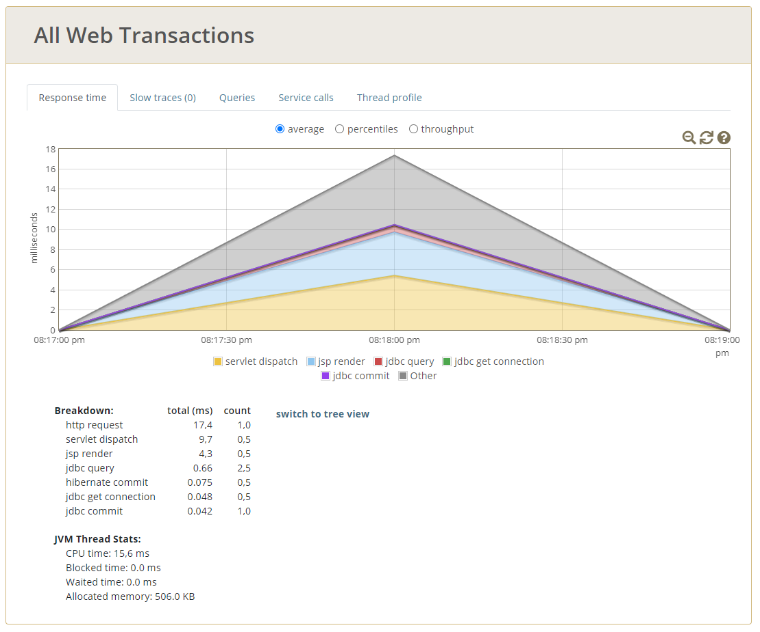 All Web Transactions
Response time Slow traces (0) Queries Service calls Thread profile
average percentiles throughput
18
16
14
12
10
8
6
4
2
0
milliseconds
08:17:00 pm 08:17:30 pm 08:18:00 pm 08:18:30 pm 08:19:00 pm
servlet dispatch jsp render jdbc query jdbc get connection
jdbc commit Other
Breakdown: total (ms) count switch to tree view
http request 17,4 1,0
servlet dispatch 9.7 0,5
jsp render 4,3 0,5
jdbc query 0.66 2,5
hibernate commit 0.075 0,5
jdbc get connection 0.048 0,5
jdbc commit 0.042 1.0
JVM Thread Stats:
CPU time: 15,6 ms
Blocked time: 0.0 ms
Waited time: 0.0 ms
Allocated memory: 506.0 KB